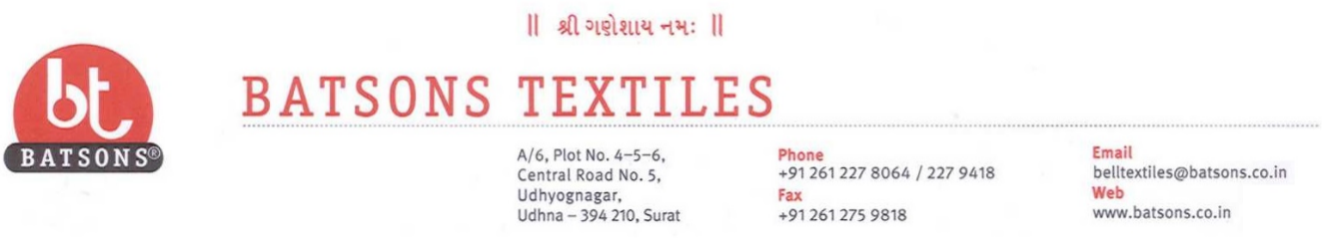 || શ્રી ગણેશાય નમઃ ||
bt
BATSONS®
BATSONS TEXTILES
A/6, Plot No. 4–5–6,
Central Road No. 5,
Udhyognagar,
Udhna – 394 210, Surat
Phone
+91 261 227 8064 / 227 9418
Fax
+91 261 275 9818
Email
belltextiles@batsons.co.in
Web
www.batsons.co.in